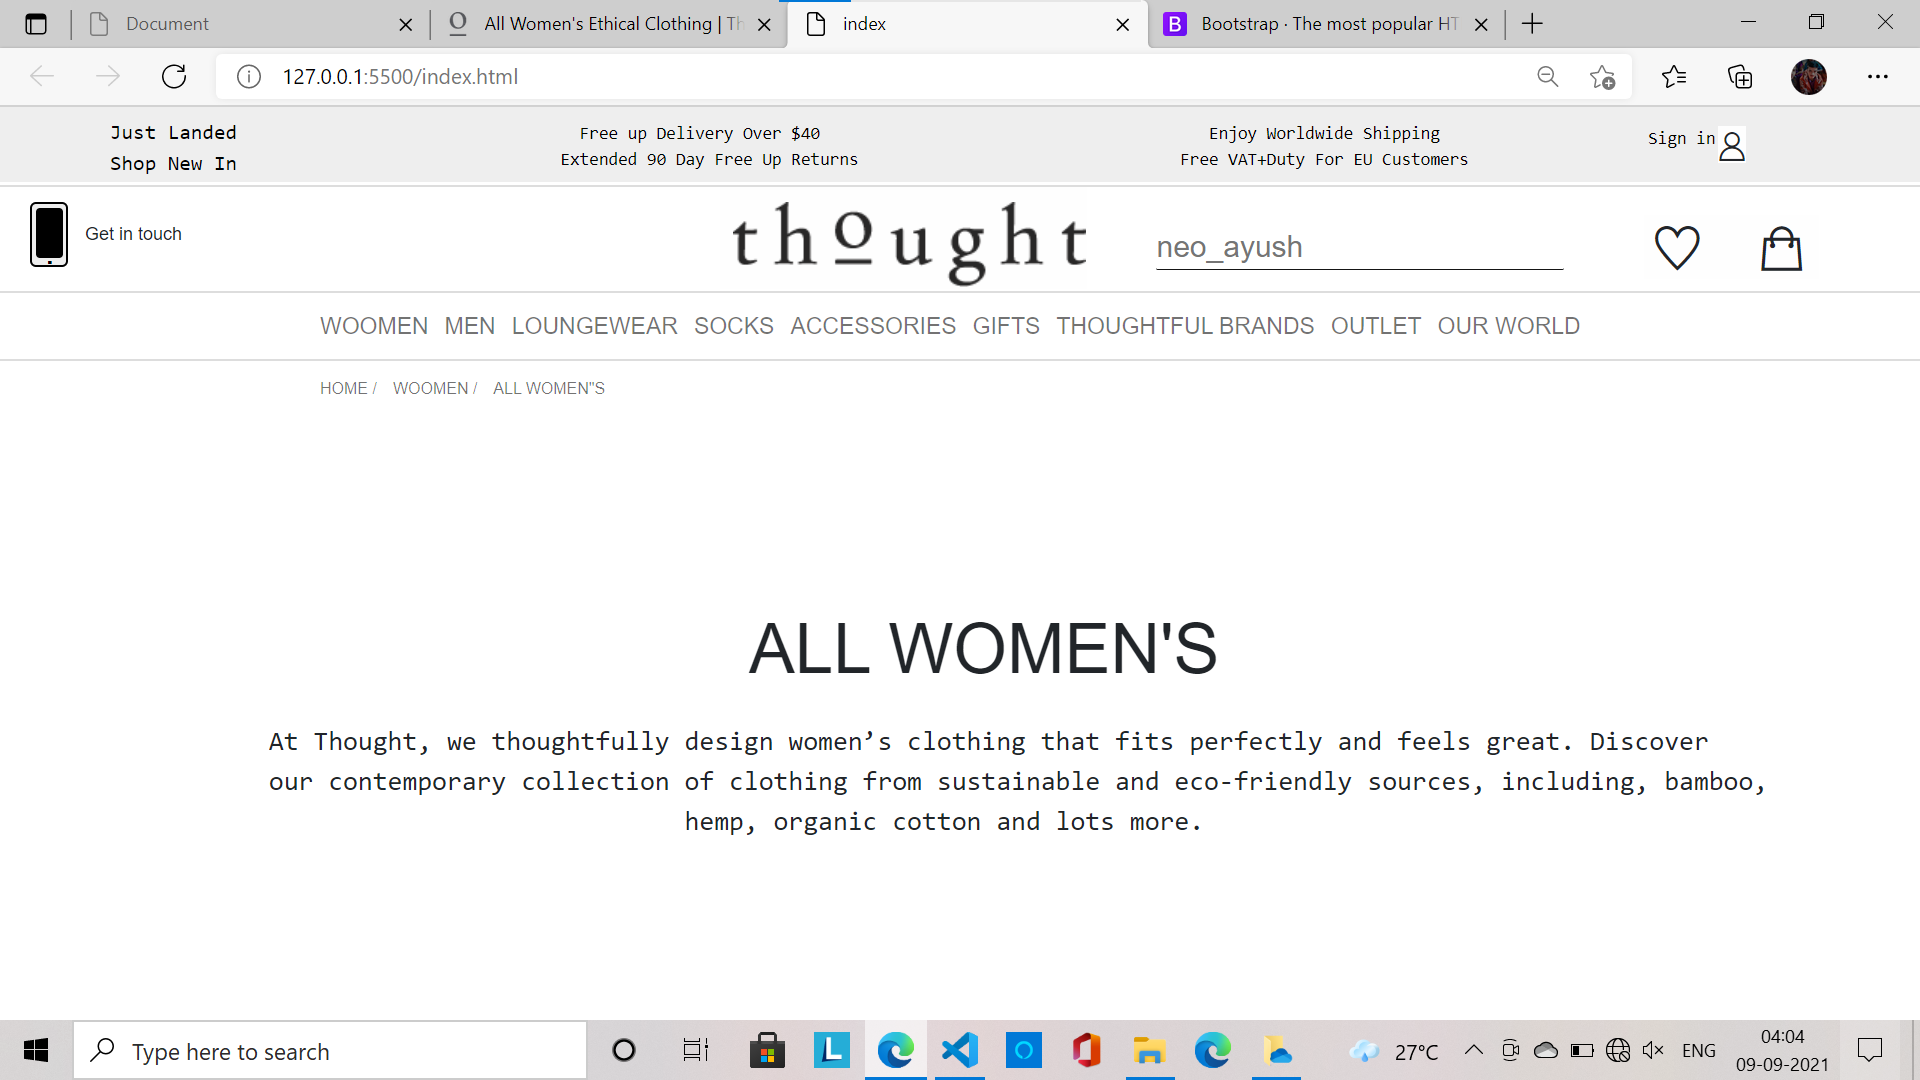 Document
All Women's Ethical Clothing | Th
index
Bootstrap · The most popular HT
127.0.0.1:5500/index.html
Just Landed
Shop New In
Free up Delivery Over $40
Extended 90 Day Free Up Returns
Enjoy Worldwide Shipping
Free VAT+Duty For EU Customers
Sign in
Get in touch
thought
neo_ayush
WOOMEN MEN LOUNGEWEAR SOCKS ACCESSORIES GIFTS THOUGHTFUL BRANDS OUTLET OUR WORLD
HOME / WOOMEN / ALL WOMEN"S
ALL WOMEN'S
At Thought, we thoughtfully design women’s clothing that fits perfectly and feels great. Discover
our contemporary collection of clothing from sustainable and eco-friendly sources, including, bamboo,
hemp, organic cotton and lots more.
Type here to search
27°C
ENG
04:04
09-09-2021